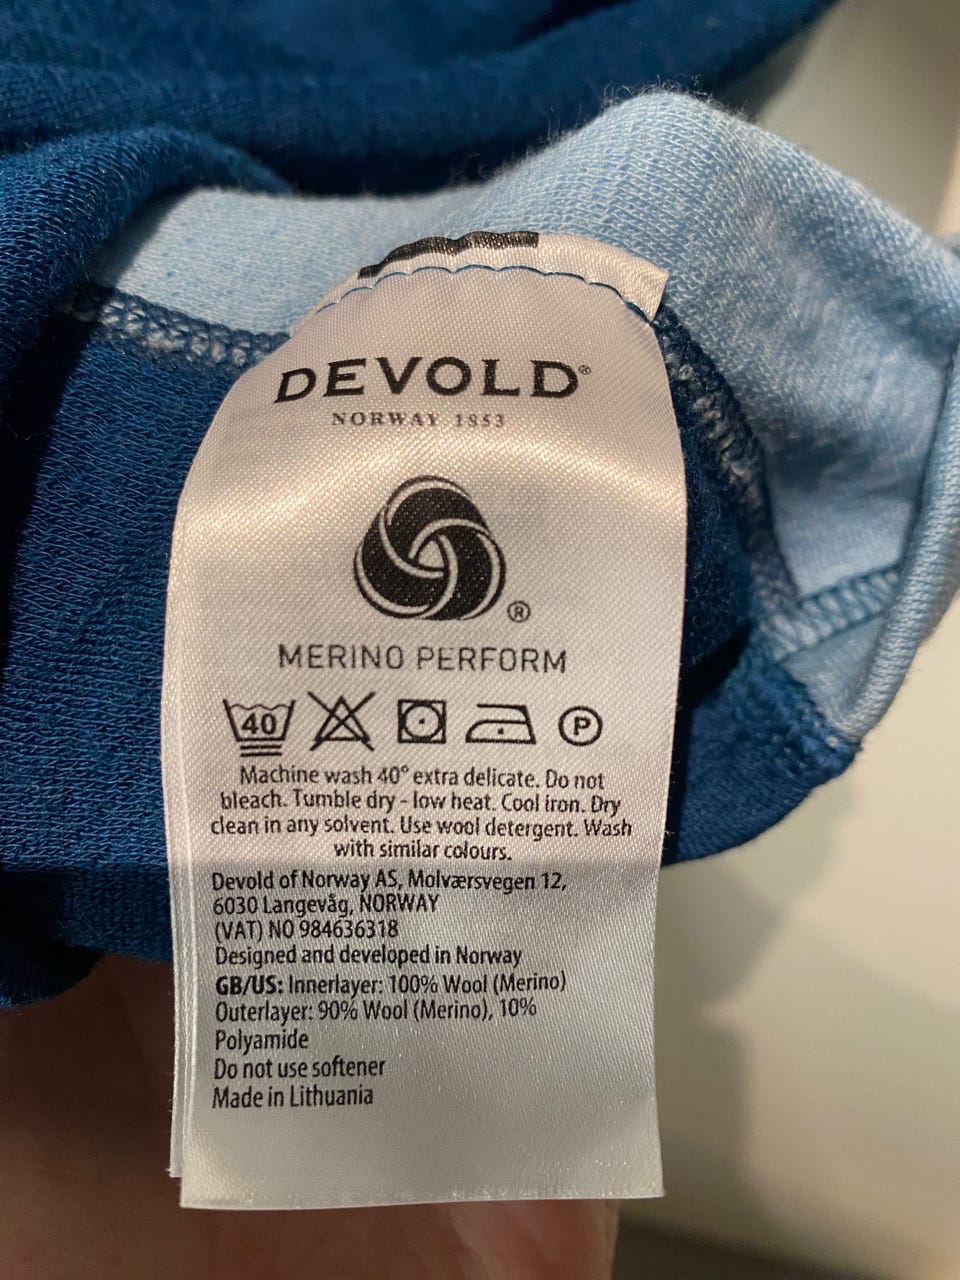 DEVOLD®
NORWAY 1853
®
MERINO PERFORM
40 P
Machine wash 40° extra delicate. Do not
bleach. Tumble dry - low heat. Cool iron. Dry
clean in any solvent. Use wool detergent. Wash
with similar colours.
Devold of Norway AS, Molværsvegen 12,
6030 Langevåg, NORWAY
(VAT) NO 984636318
Designed and developed in Norway
GB/US: Innerlayer: 100% Wool (Merino)
Outerlayer: 90% Wool (Merino), 10%
Polyamide
Do not use softener
Made in Lithuania